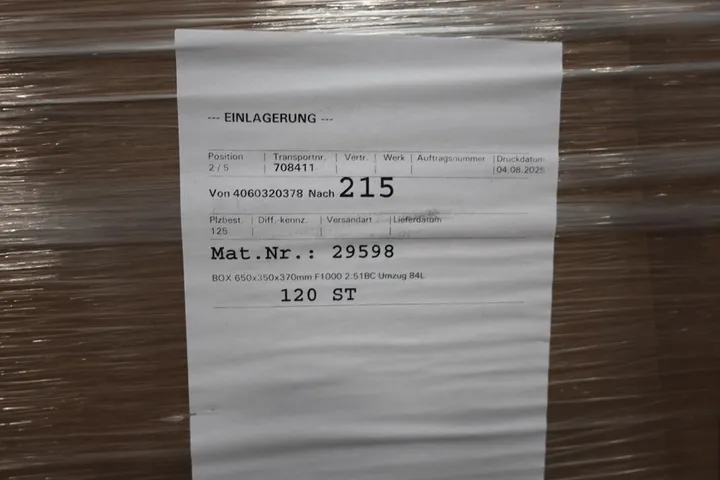 --- EINLAGERUNG ---
Position | Transportnr. | Vertr. | Werk | Auftragsnummer | Druckdatum
2 / 5 | 708411 | | | | 04.08.2025
Von 4060320378 Nach 215
Plzbest. | Diff.-kennz. | Versandart | Lieferdatum
125
Mat.Nr.: 29598
BOX 650x350x370mm F1000 2.51BC Umzug 84L
120 ST